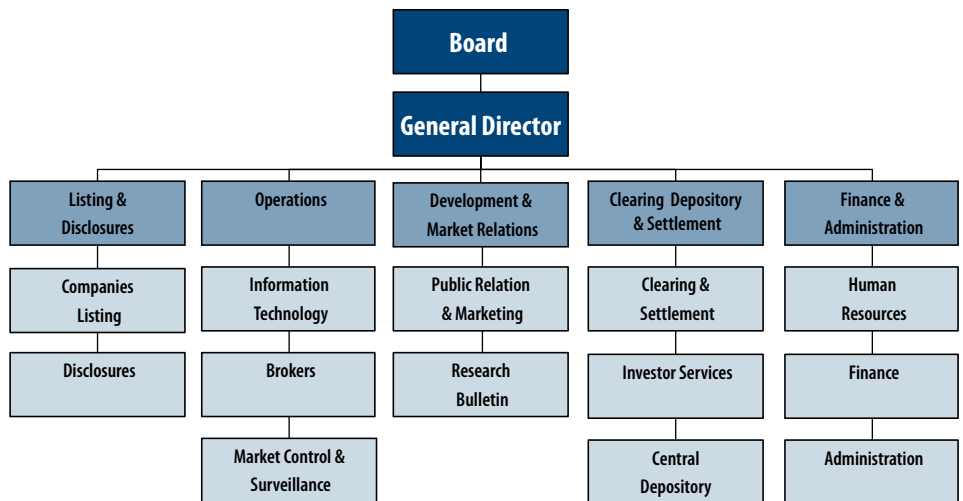 Board
General Director
Listing &
Disclosures
Operations
Development &
Market Relations
Clearing Depository
& Settlement
Finance &
Administration
Companies
Listing
Information
Technology
Public Relation
& Marketing
Clearing &
Settlement
Human
Resources
Disclosures
Brokers
Research
Bulletin
Investor Services
Finance
Market Control &
Surveillance
Central
Depository
Administration